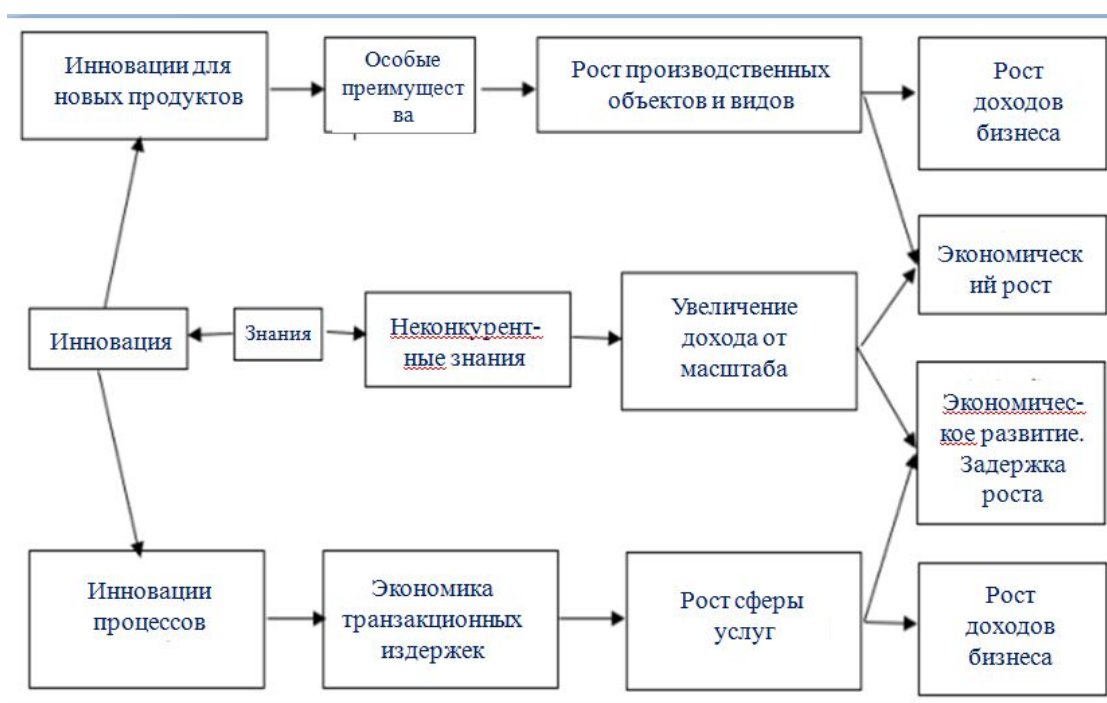 Инновации для
новых продуктов
Особые
преимущест
ва
Рост производственных
объектов и видов
Рост
доходов
бизнеса
Экономическ
ий рост
Инновация
Знания
Неконкурент-
ные знания
Увеличение
дохода от
масштаба
Экономичес-
кое развитие.
Задержка
роста
Инновации
процессов
Экономика
транзакционных
издержек
Рост сферы
услуг
Рост
доходов
бизнеса